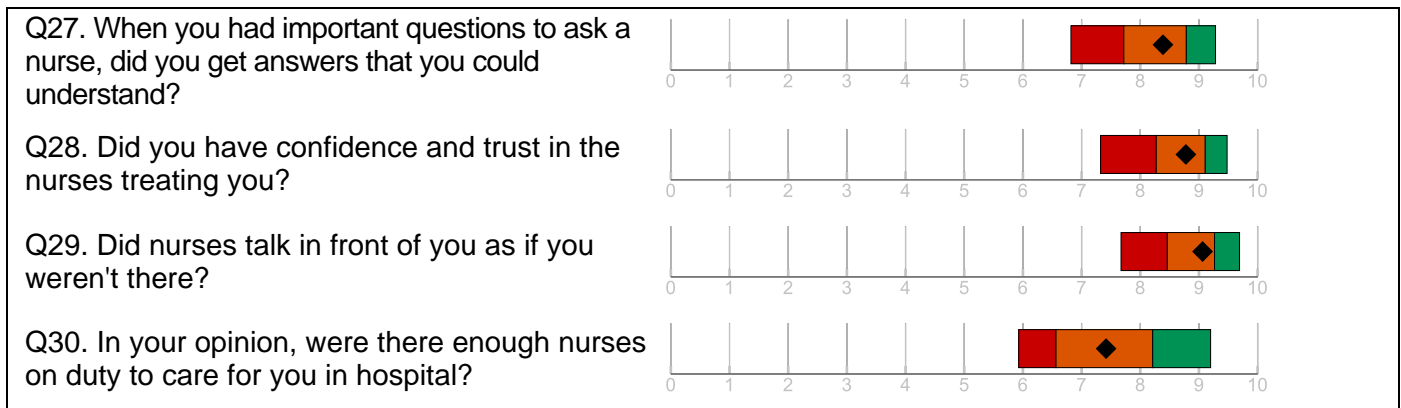 Q27. When you had important questions to ask a
nurse, did you get answers that you could
understand?
0 1 2 3 4 5 6 7 8 9 10
Q28. Did you have confidence and trust in the
nurses treating you?
0 1 2 3 4 5 6 7 8 9 10
Q29. Did nurses talk in front of you as if you
weren't there?
0 1 2 3 4 5 6 7 8 9 10
Q30. In your opinion, were there enough nurses
on duty to care for you in hospital?
0 1 2 3 4 5 6 7 8 9 10